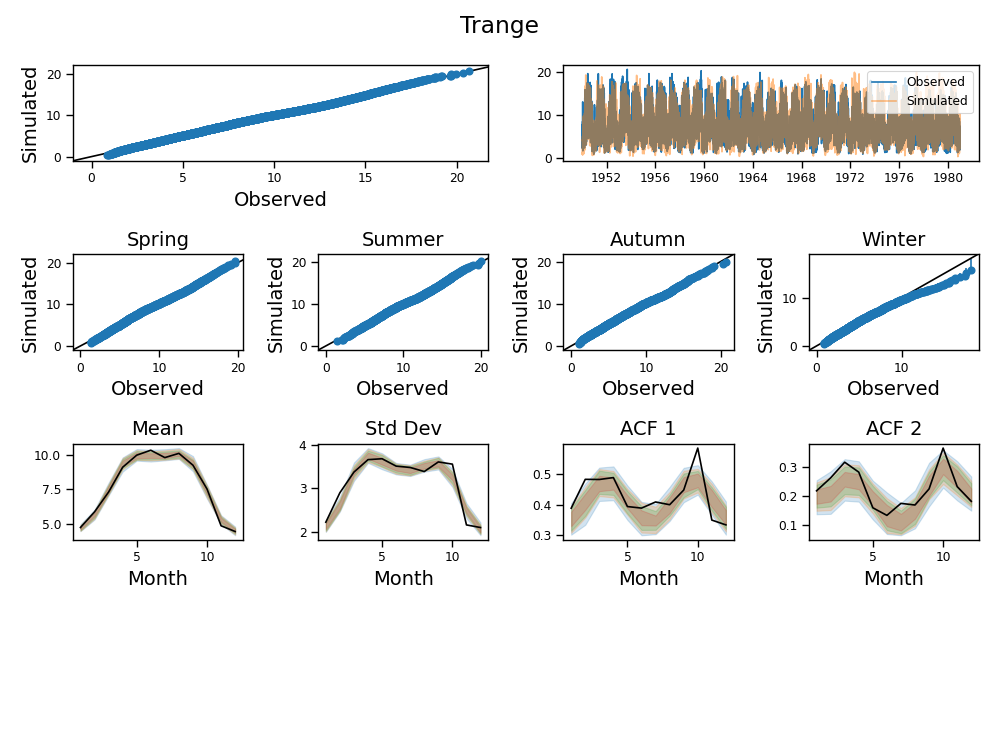 Trange
Simulated
20
10
0
0 5 10 15 20
Observed
20
10
0
Observed
Simulated
1952 1956 1960 1964 1968 1972 1976 1980
Spring
Simulated
20
10
0
0 10 20
Observed
Summer
Simulated
20
10
0
0 10 20
Observed
Autumn
Simulated
20
10
0
0 10 20
Observed
Winter
Simulated
10
0
0 10
Observed
Mean
10.0
7.5
5.0
5 10
Month
Std Dev
4
3
2
5 10
Month
ACF 1
0.5
0.4
0.3
5 10
Month
ACF 2
0.3
0.2
0.1
5 10
Month